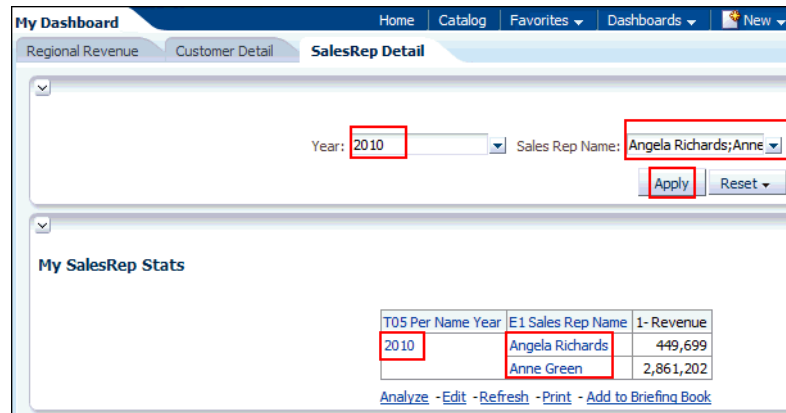 My Dashboard Home Catalog Favorites Dashboards New
Regional Revenue Customer Detail SalesRep Detail
Year: 2010 Sales Rep Name: Angela Richards;Anne
Apply Reset
My SalesRep Stats
T05 Per Name Year E1 Sales Rep Name 1- Revenue
2010 Angela Richards 449,699
Anne Green 2,861,202
Analyze - Edit - Refresh - Print - Add to Briefing Book